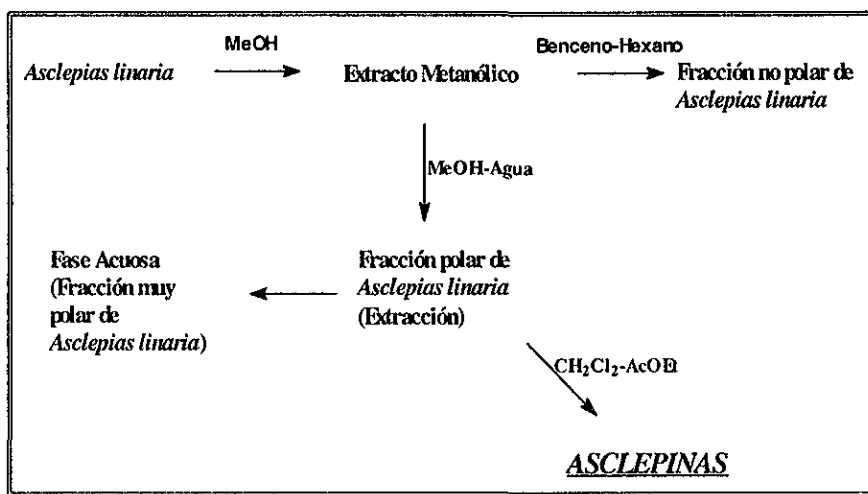 MeOH
Benceno-Hexano
Asclepias linaria
Extracto Metanólico
Fracción no polar de
Asclepias linaria
MeOH-Agua
Fase Acuosa
(Fracción muy
polar de
Asclepias linaria)
Fracción polar de
Asclepias linaria
(Extracción)
CH₂Cl₂-AcOEt
ASCLEPINAS